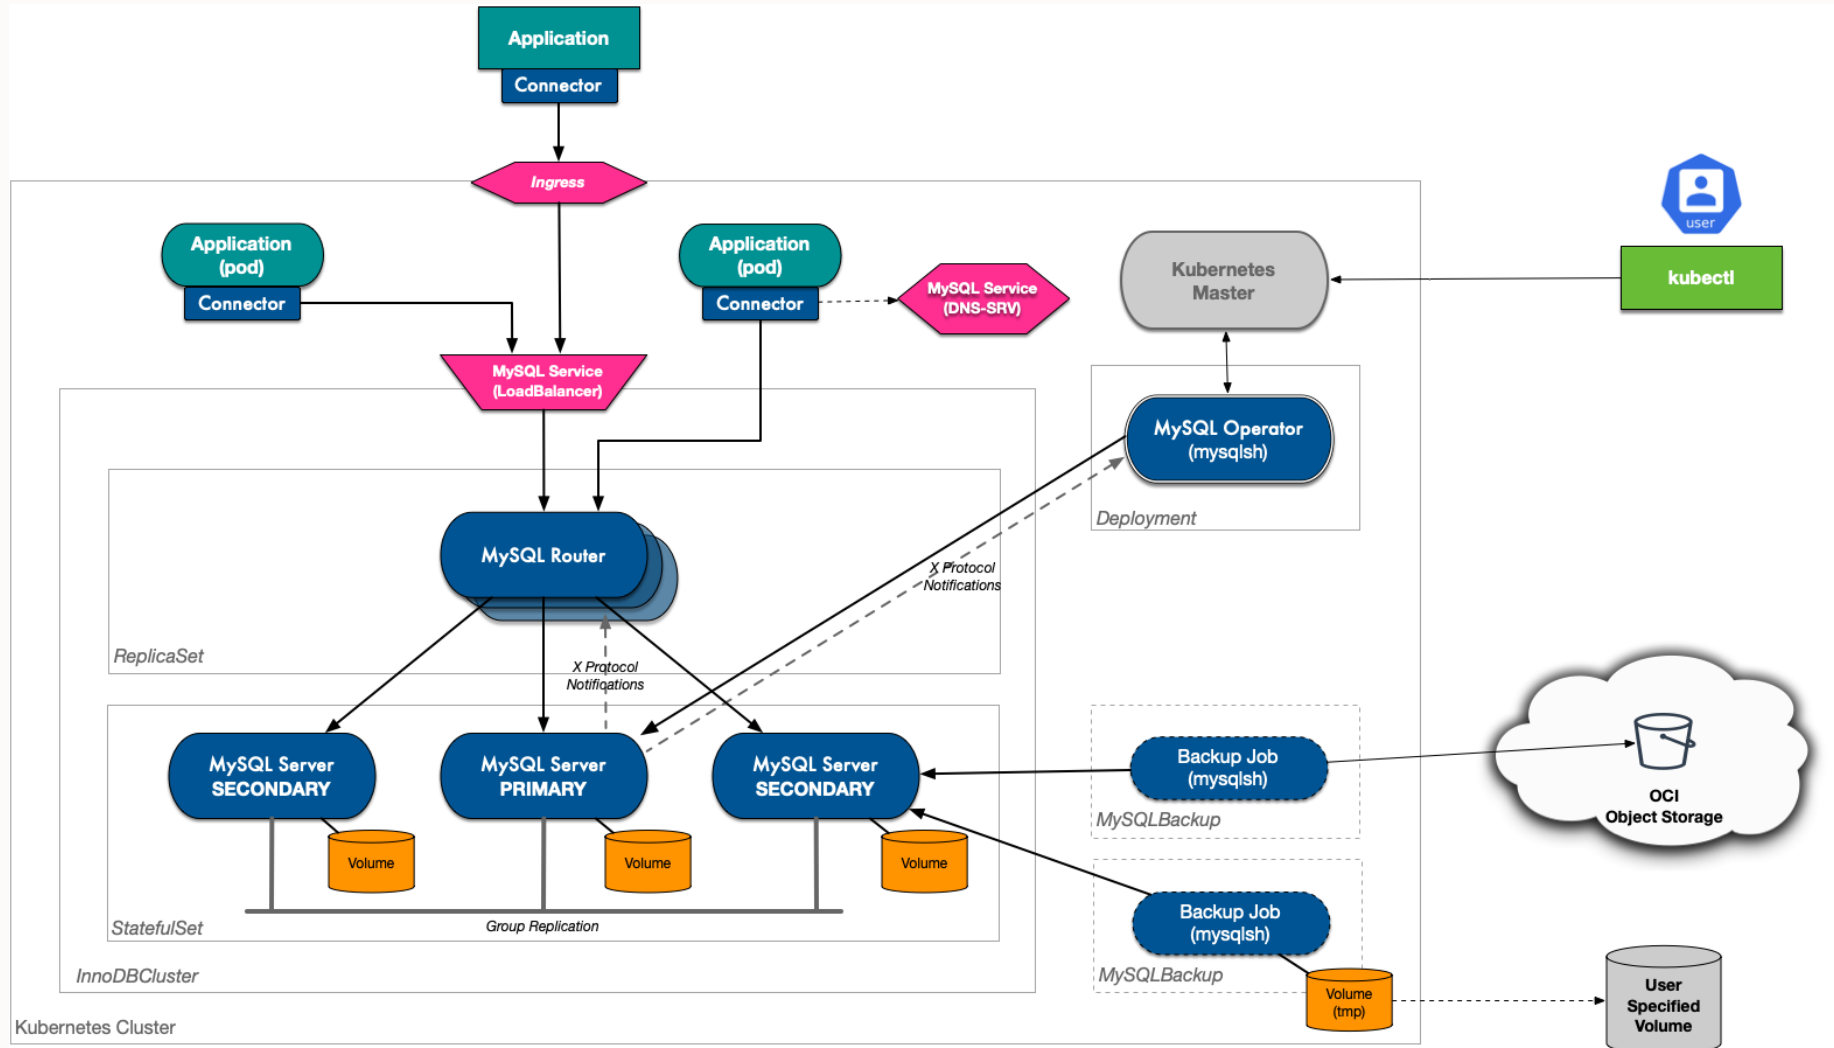 Application
Connector
Ingress
user
kubectl
Application
(pod)
Connector
Application
(pod)
Connector
MySQL Service
(DNS-SRV)
Kubernetes
Master
MySQL Service
(LoadBalancer)
MySQL Operator
(mysqlsh)
Deployment
MySQL Router
X Protocol
Notifications
ReplicaSet
X Protocol
Notifications
MySQL Server
SECONDARY
MySQL Server
PRIMARY
MySQL Server
SECONDARY
Backup Job
(mysqlsh)
MySQLBackup
OCI
Object Storage
Volume
Volume
Volume
Group Replication
StatefulSet
InnoDBCluster
Backup Job
(mysqlsh)
MySQLBackup
Volume
(tmp)
User
Specified
Volume
Kubernetes Cluster